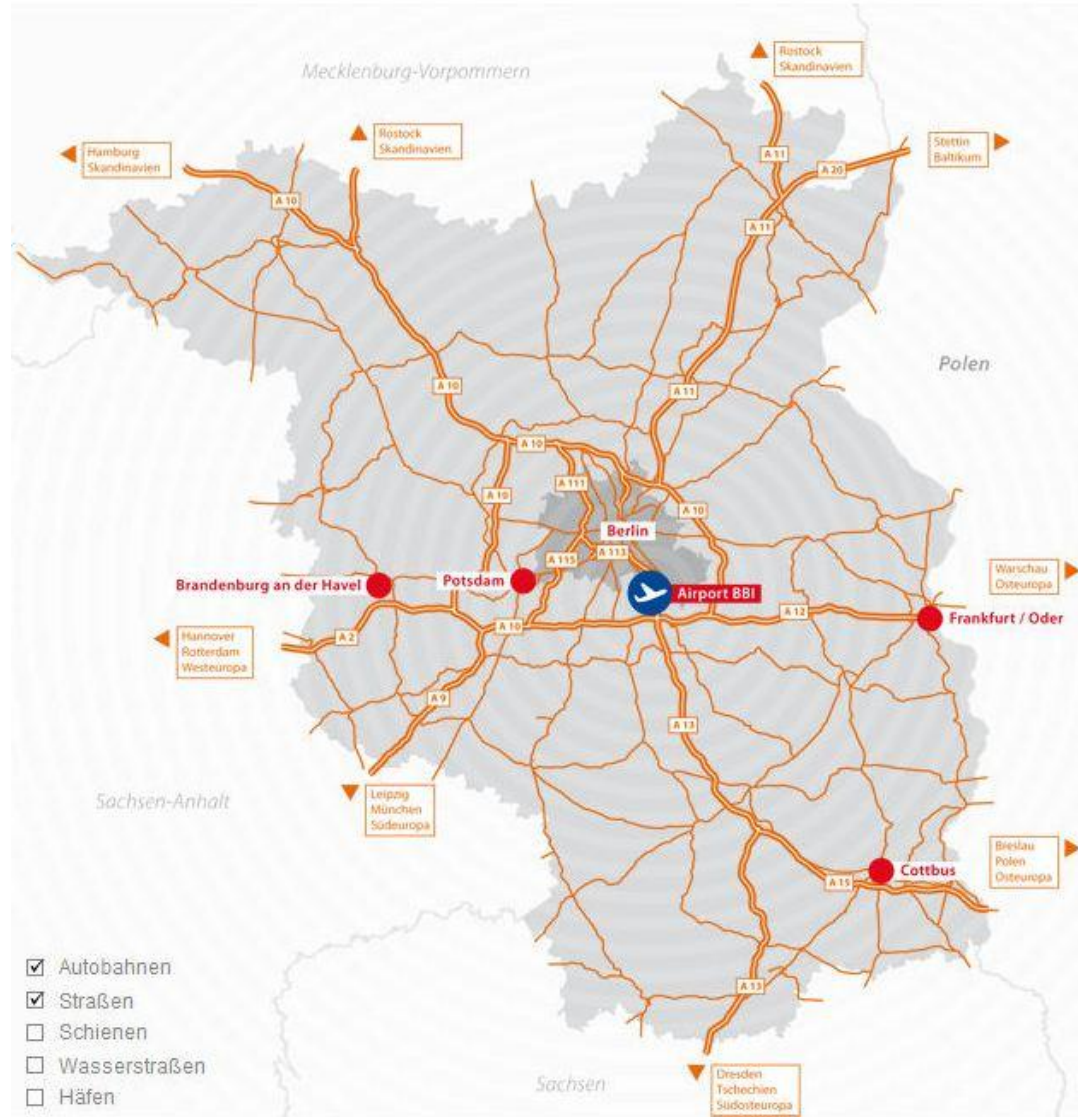 Rostock
Skandinavien
Mecklenburg-Vorpommern
Rostock
Skandinavien
Hamburg
Skandinavien
Stettin
Baltikum
A 11
A 20
A 10
A 11
Polen
A 10
A 11
A 10
A 111
A 10
A 10
Berlin
A 113
A 115
Warschau
Osteuropa
Brandenburg an der Havel
Potsdam
Airport BBI
A 12
Frankfurt / Oder
A 10
A 2
Hannover
Rotterdam
Westeuropa
A 9
A 13
Sachsen-Anhalt
Leipzig
München
Südeuropa
Breslau
Polen
Osteuropa
Cottbus
A 15
Autobahnen
A 13
Straßen
Schienen
Wasserstraßen
Häfen
Sachsen
Dresden
Tschechien
Südosteuropa